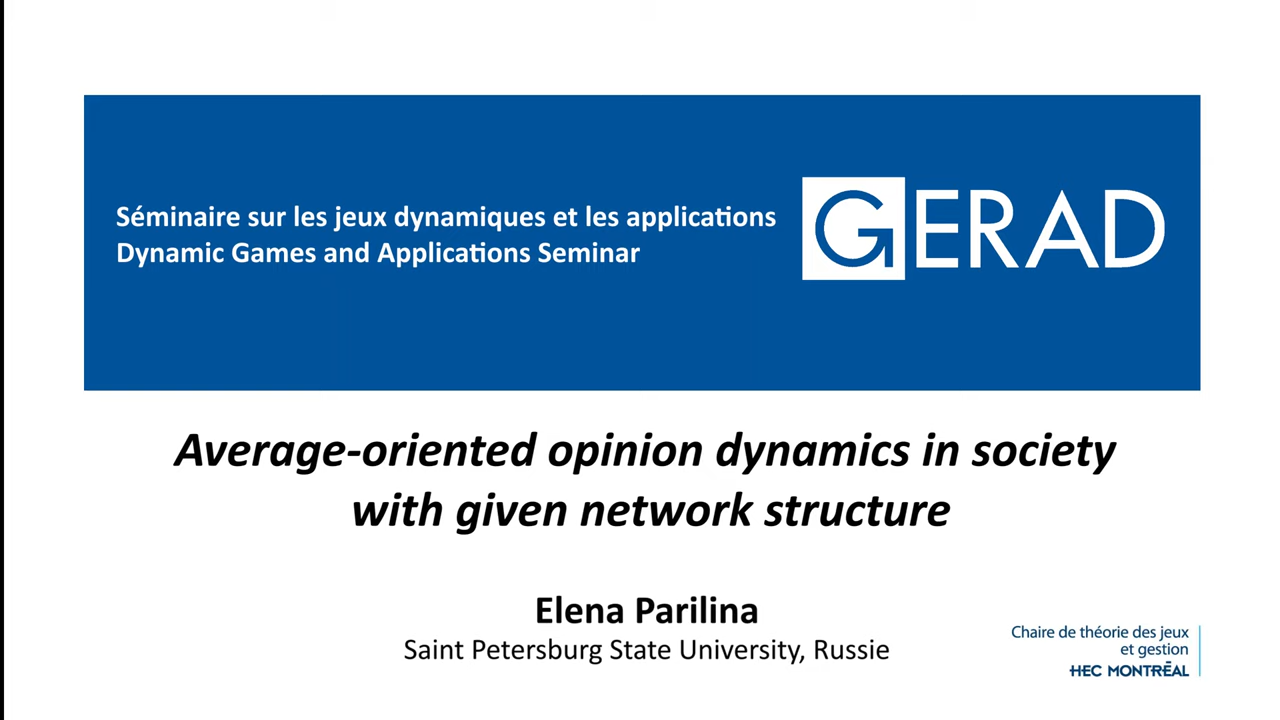 Séminaire sur les jeux dynamiques et les applications
Dynamic Games and Applications Seminar
GERAD
Average-oriented opinion dynamics in society
with given network structure
Elena Parilina
Saint Petersburg State University, Russie
Chaire de théorie des jeux
et gestion
HEC MONTRÉAL